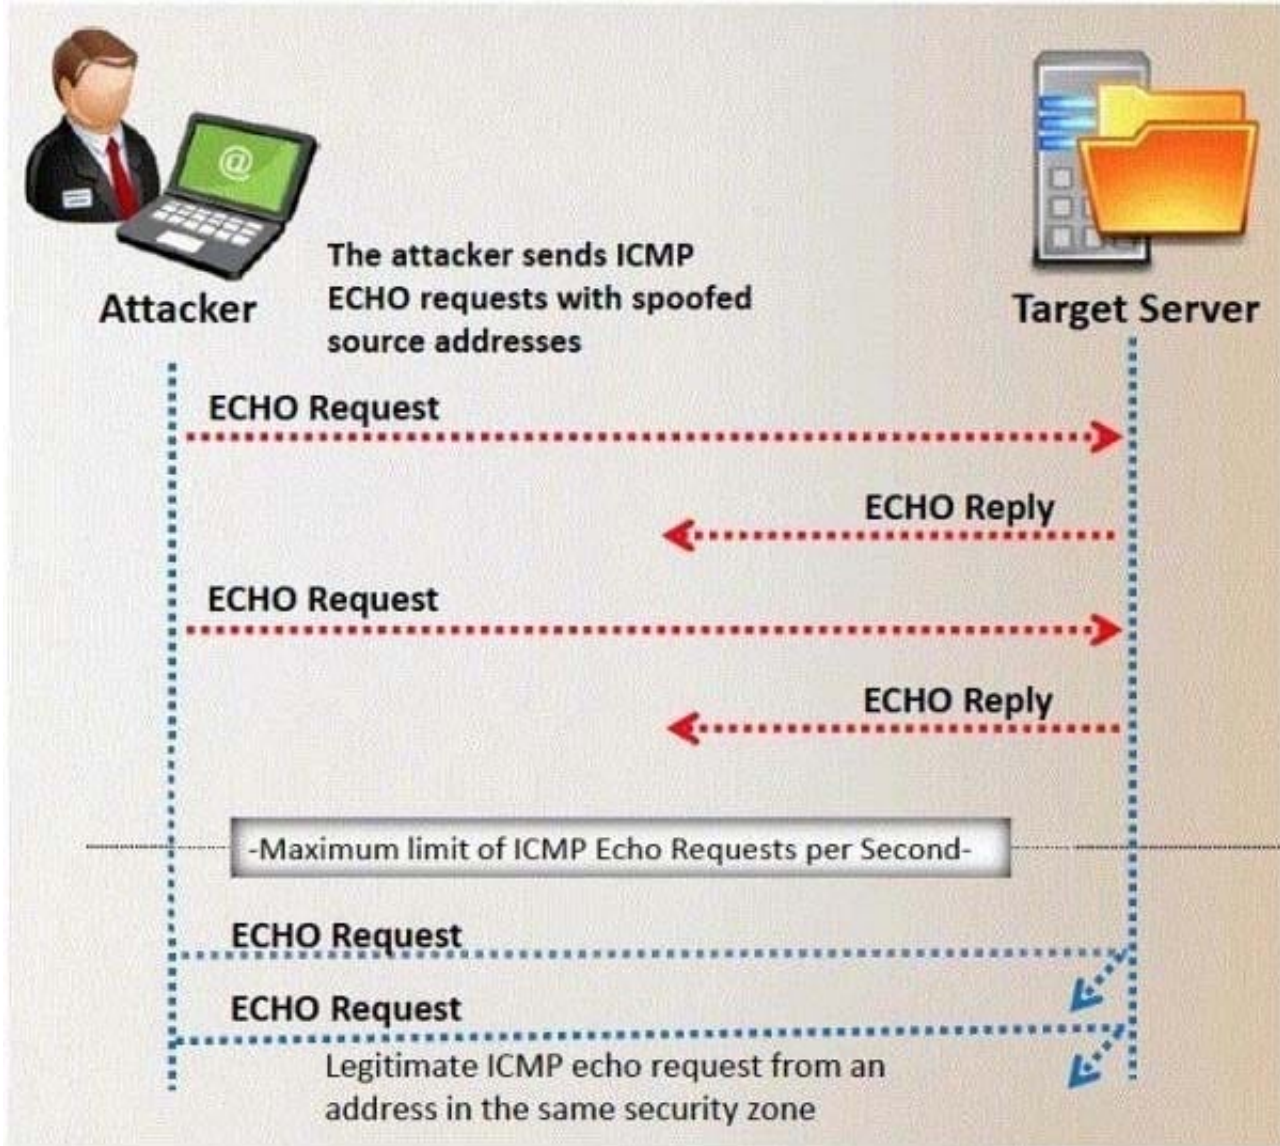 @
The attacker sends ICMP
ECHO requests with spoofed
source addresses
Attacker
Target Server
ECHO Request
ECHO Reply
ECHO Request
ECHO Reply
-Maximum limit of ICMP Echo Requests per Second-
ECHO Request
ECHO Request
Legitimate ICMP echo request from an
address in the same security zone